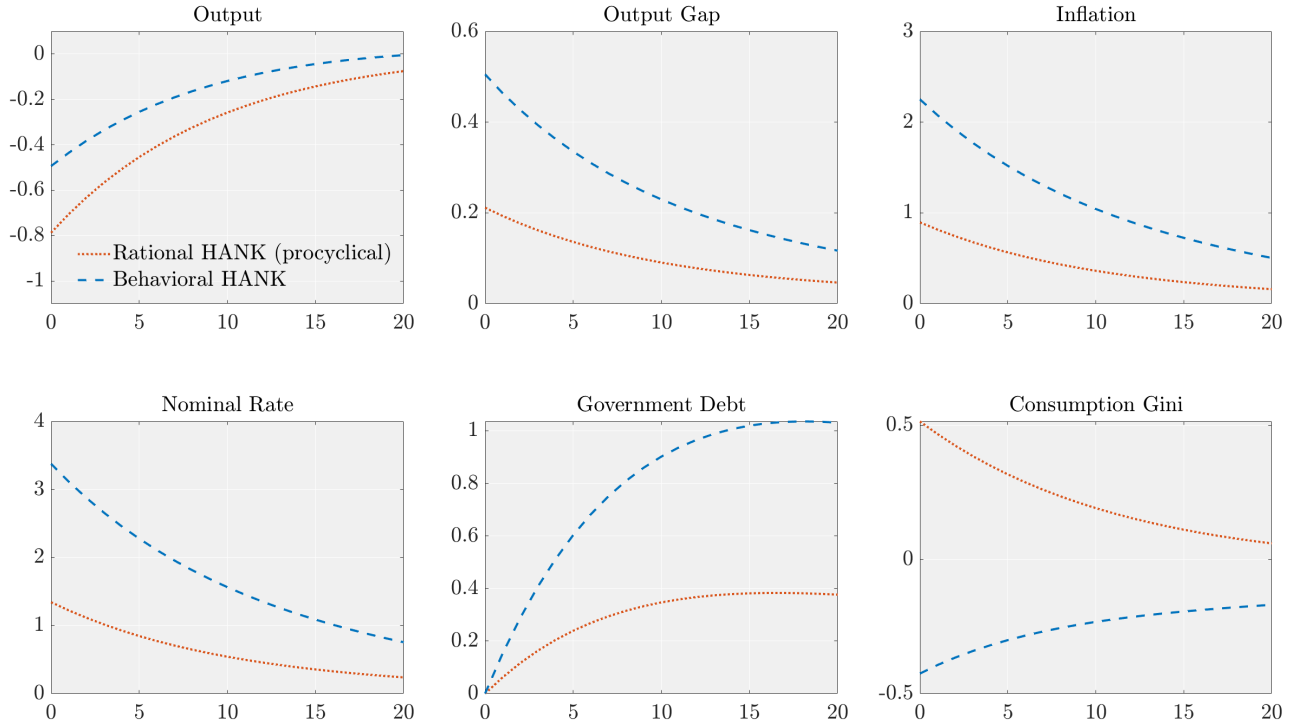 Output
0
-0.2
-0.4
-0.6
-0.8
-1
Rational HANK (procyclical)
Behavioral HANK
0 5 10 15 20
Output Gap
0.6
0.4
0.2
0
0 5 10 15 20
Inflation
3
2
1
0
0 5 10 15 20
Nominal Rate
4
3
2
1
0
0 5 10 15 20
Government Debt
1
0.8
0.6
0.4
0.2
0
0 5 10 15 20
Consumption Gini
0.5
0
-0.5
0 5 10 15 20